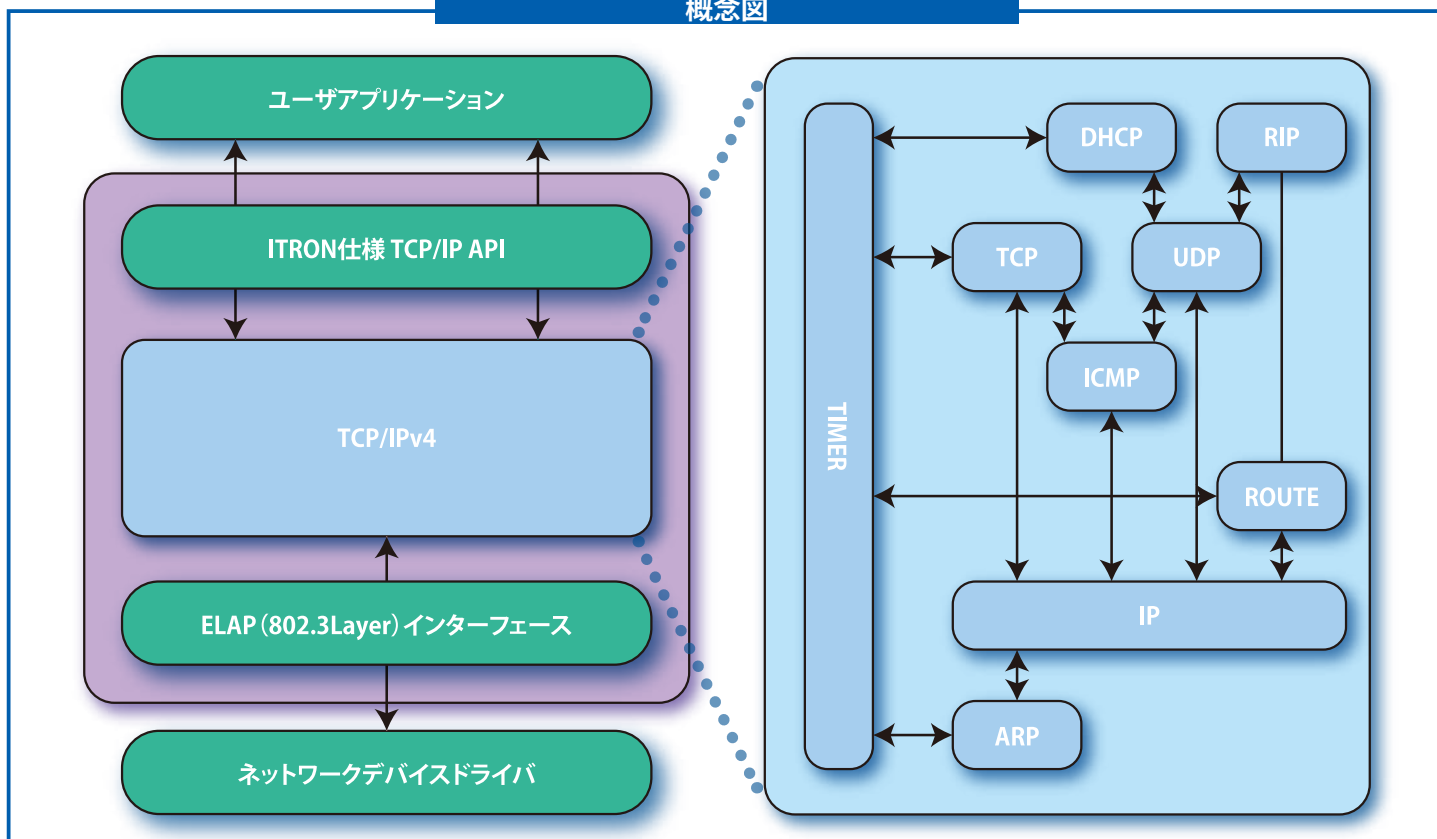 概念図
ユーザアプリケーション
ITRON仕様 TCP/IP API
TCP/IPv4
ELAP（802.3Layer）インターフェース
ネットワークデバイスドライバ
TIMER
DHCP
RIP
TCP
UDP
ICMP
ROUTE
IP
ARP